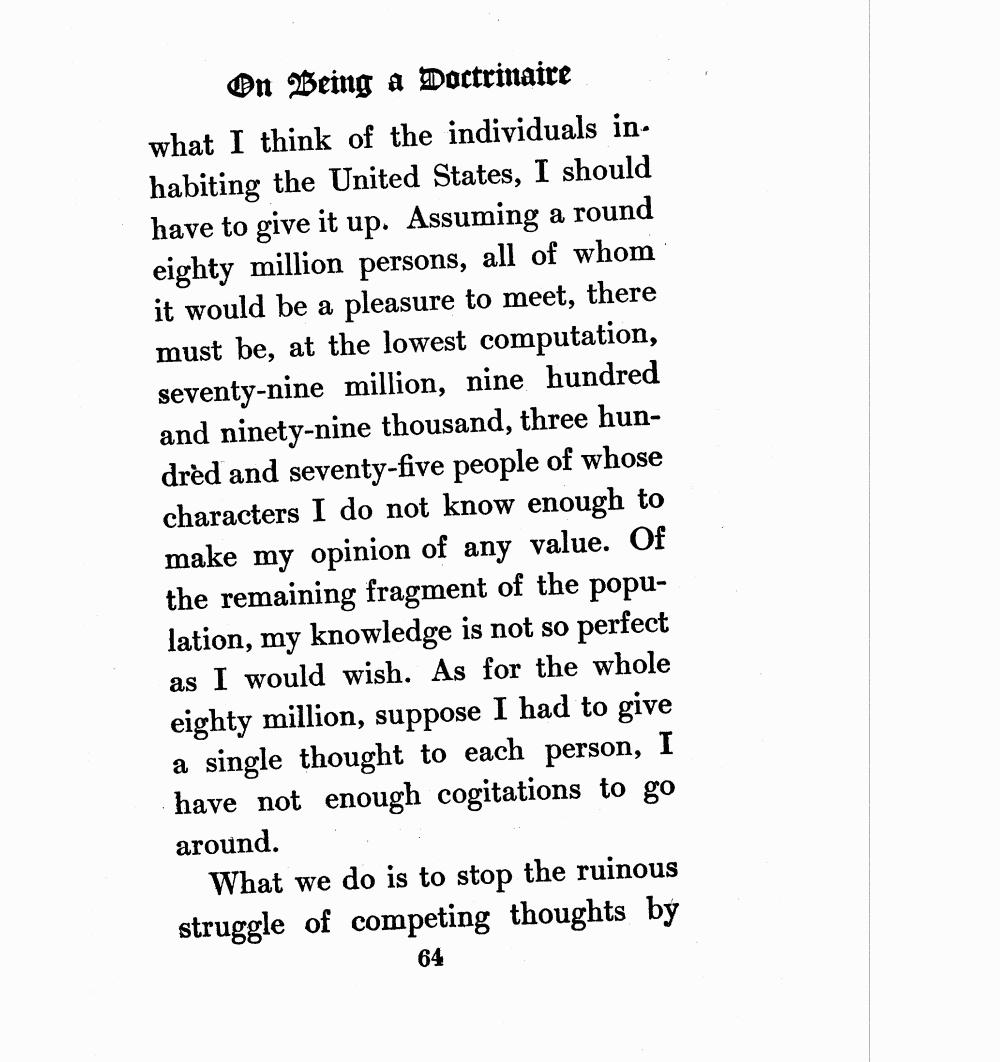 On Being a Doctrinaire
what I think of the individuals in-
habiting the United States, I should
have to give it up. Assuming a round
eighty million persons, all of whom
it would be a pleasure to meet, there
must be, at the lowest computation,
seventy-nine million, nine hundred
and ninety-nine thousand, three hun-
dred and seventy-five people of whose
characters I do not know enough to
make my opinion of any value. Of
the remaining fragment of the popu-
lation, my knowledge is not so perfect
as I would wish. As for the whole
eighty million, suppose I had to give
a single thought to each person, I
have not enough cogitations to go
around.
What we do is to stop the ruinous
struggle of competing thoughts by
64